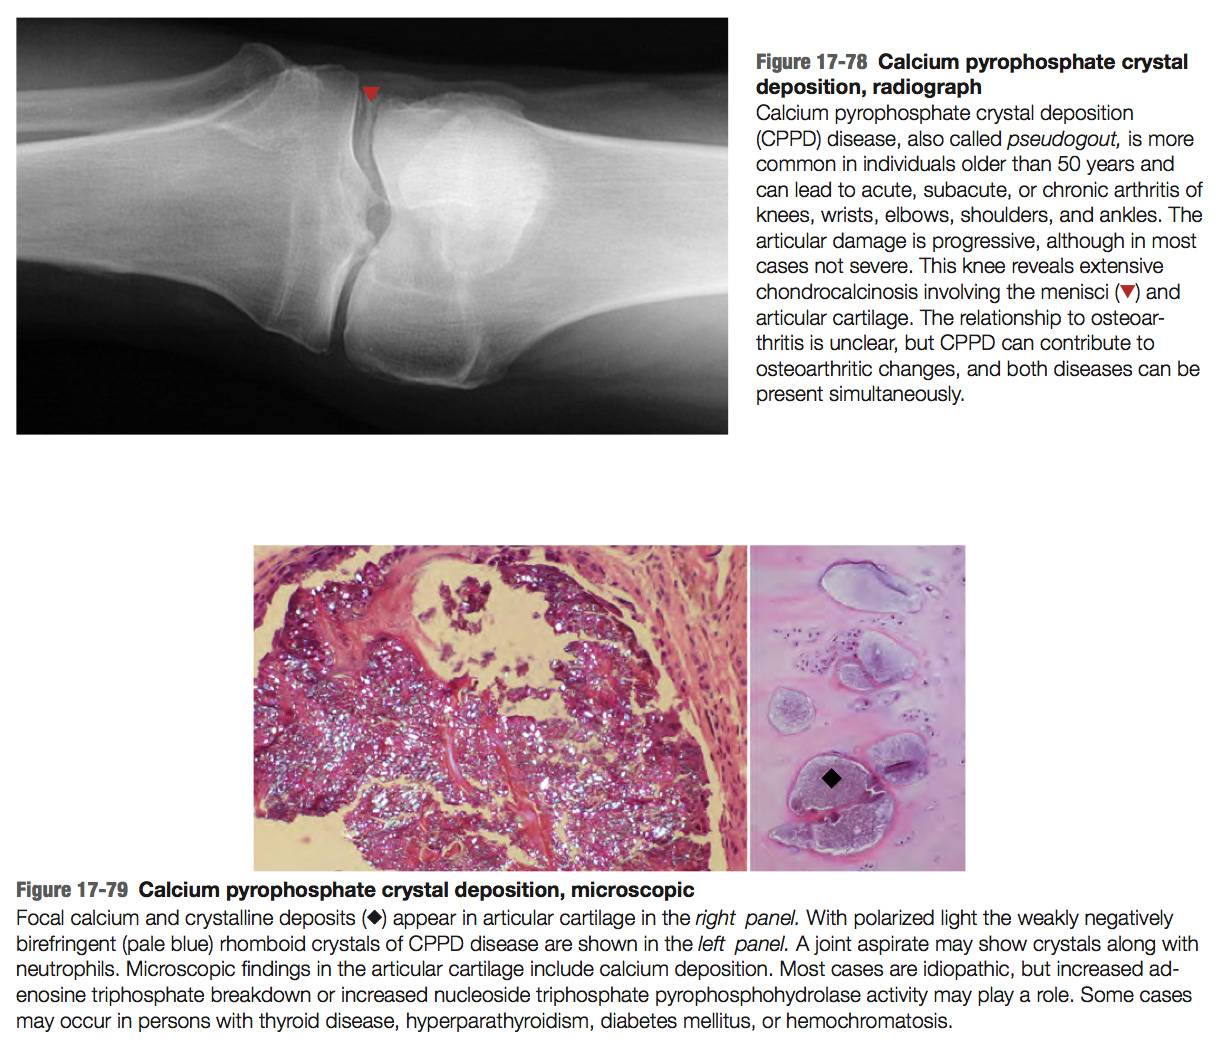 Figure 17-78 Calcium pyrophosphate crystal
deposition, radiograph
Calcium pyrophosphate crystal deposition
(CPPD) disease, also called pseudogout, is more
common in individuals older than 50 years and
can lead to acute, subacute, or chronic arthritis of
knees, wrists, elbows, shoulders, and ankles. The
articular damage is progressive, although in most
cases not severe. This knee reveals extensive
chondrocalcinosis involving the menisci (▼) and
articular cartilage. The relationship to osteoar-
thritis is unclear, but CPPD can contribute to
osteoarthritic changes, and both diseases can be
present simultaneously.
Figure 17-79 Calcium pyrophosphate crystal deposition, microscopic
Focal calcium and crystalline deposits (◆) appear in articular cartilage in the right panel. With polarized light the weakly negatively
birefringent (pale blue) rhomboid crystals of CPPD disease are shown in the left panel. A joint aspirate may show crystals along with
neutrophils. Microscopic findings in the articular cartilage include calcium deposition. Most cases are idiopathic, but increased ad-
enosine triphosphate breakdown or increased nucleoside triphosphate pyrophosphohydrolase activity may play a role. Some cases
may occur in persons with thyroid disease, hyperparathyroidism, diabetes mellitus, or hemochromatosis.